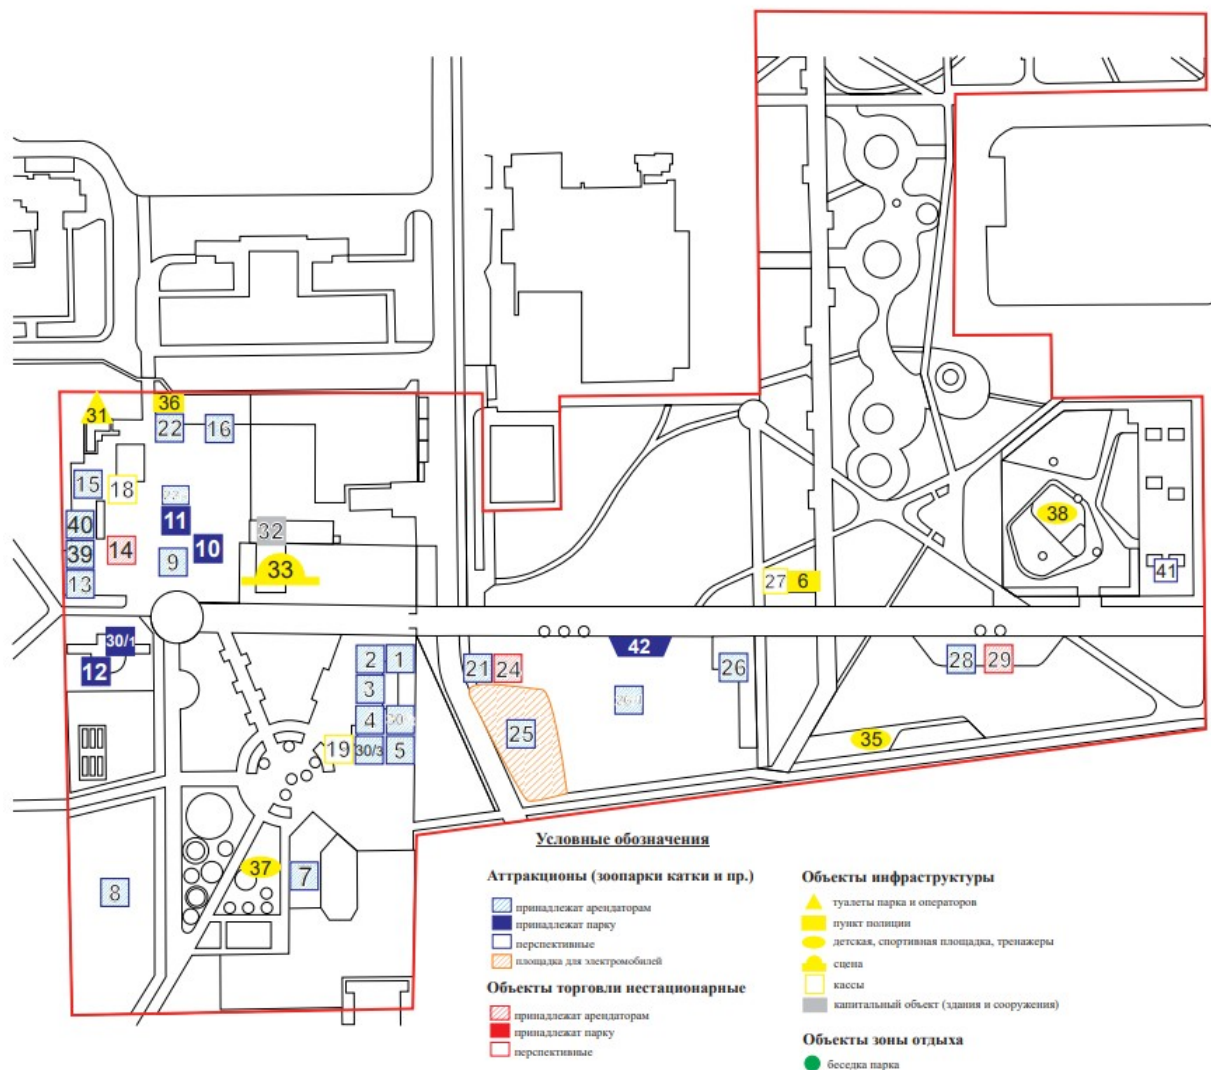 31
36
22
16
15
18
11
32
40
14
10
39
9
33
13
38
41
27
6
30/1
12
2
1
42
21
24
26
28
29
3
4
19
30/3
5
25
35
37
7
8
Условные обозначения
Аттракционы (зоопарки катки и пр.)
принадлежат арендаторам
принадлежат парку
перспективные
площадка для электромобилей
Объекты торговли нестационарные
принадлежат арендаторам
принадлежат парку
перспективные
Объекты инфраструктуры
туалеты парка и операторов
пункт полиции
детская, спортивная площадка, тренажеры
сцена
кассы
капитальный объект (здания и сооружения)
Объекты зоны отдыха
беседка парка